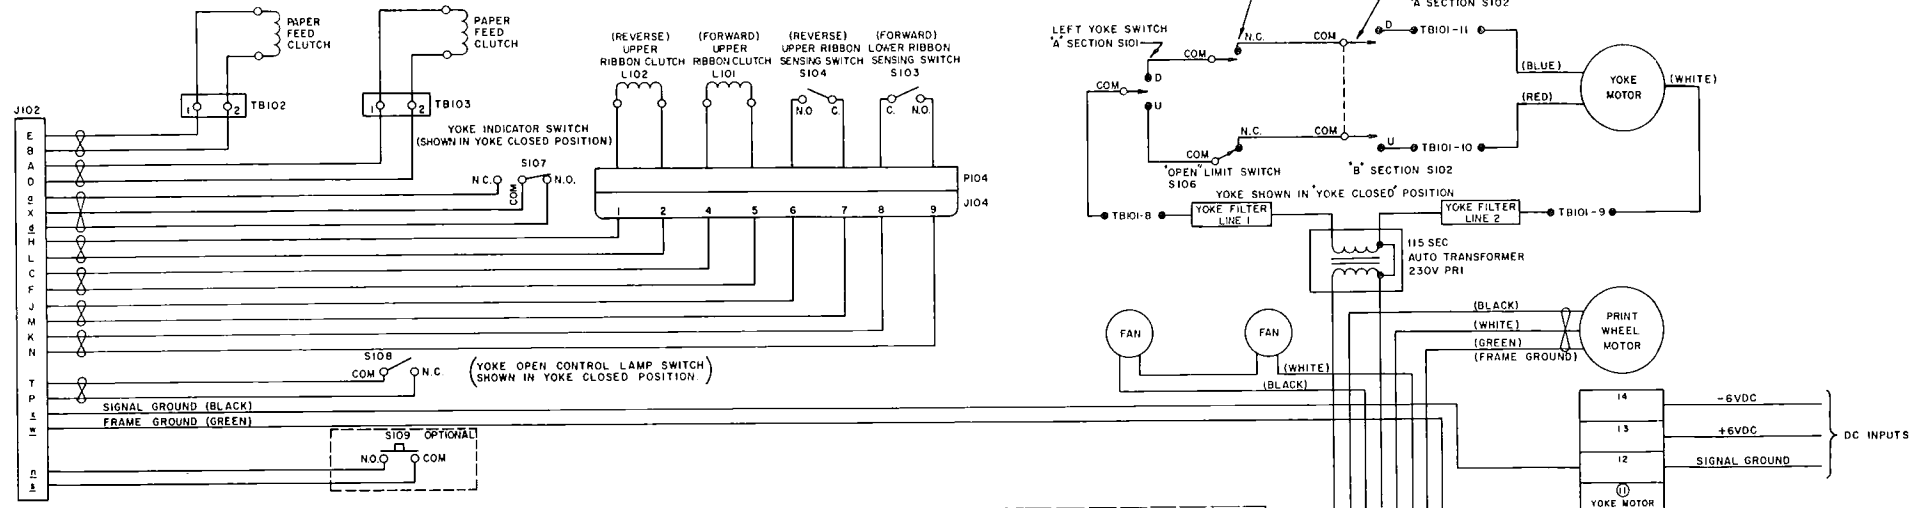 PAPER
FEED
CLUTCH
1
2
TB102
PAPER
FEED
CLUTCH
1
2
TB103
J102
E
B
A
D
a
X
d
H
L
C
F
J
M
K
N
T
P
w
n
s
YOKE INDICATOR SWITCH
(SHOWN IN YOKE CLOSED POSITION)
S107
N.C.
COM
N.O.
(REVERSE)
UPPER
RIBBON CLUTCH
L102
(FORWARD)
UPPER
RIBBON CLUTCH
L101
(REVERSE)
UPPER RIBBON
SENSING SWITCH
S104
N.O.
C.
(FORWARD)
LOWER RIBBON
SENSING SWITCH
S103
C.
N.O.
P104
J104
1
2
4
5
6
7
8
9
S108
COM
N.C.
(YOKE OPEN CONTROL LAMP SWITCH
SHOWN IN YOKE CLOSED POSITION.)
SIGNAL GROUND (BLACK)
FRAME GROUND (GREEN)
S109 OPTIONAL
N.O.
COM
"A" SECTION S102
LEFT YOKE SWITCH
"A" SECTION S101
COM
D
U
COM
N.C.
COM
D
TB101-11
COM
N.C.
COM
U
TB101-10
"OPEN" LIMIT SWITCH
S106
"B" SECTION S102
YOKE SHOWN IN "YOKE CLOSED" POSITION
(BLUE)
(RED)
YOKE
MOTOR
(WHITE)
TB101-8
YOKE FILTER
LINE 1
YOKE FILTER
LINE 2
TB101-9
115 SEC
AUTO TRANSFORMER
230V PRI
FAN
FAN
(WHITE)
(BLACK)
(BLACK)
(WHITE)
(GREEN)
(FRAME GROUND)
PRINT
WHEEL
MOTOR
14
-6VDC
13
+6VDC
12
SIGNAL GROUND
DC INPUTS
11
YOKE MOTOR